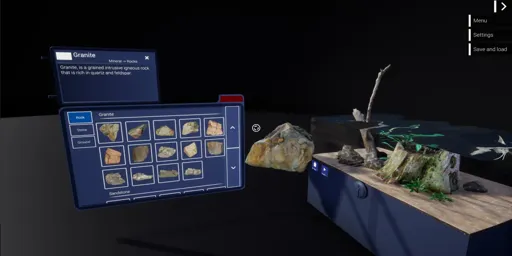 Granite
Mineral > Rocks
Granite, is a grained intrusive igneous rock
that is rich in quartz and feldspar.
Granite
Sandstone
Menu
Settings
Save and load